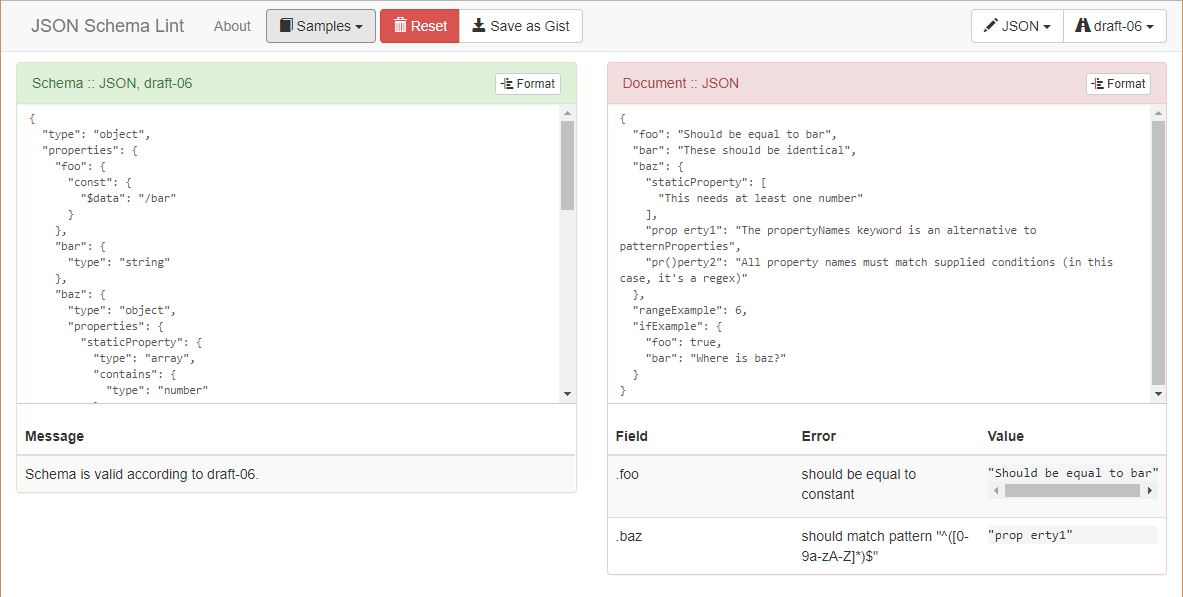 JSON Schema Lint About Samples Reset Save as Gist JSON draft-06
Schema :: JSON, draft-06 Format
{
"type": "object",
"properties": {
"foo": {
"const": {
"$data": "/bar"
}
},
"bar": {
"type": "string"
},
"baz": {
"type": "object",
"properties": {
"staticProperty": {
"type": "array",
"contains": {
"type": "number"
Message
Schema is valid according to draft-06.
Document :: JSON Format
{
"foo": "Should be equal to bar",
"bar": "These should be identical",
"baz": {
"staticProperty": [
"This needs at least one number"
],
"prop erty1": "The propertyNames keyword is an alternative to
patternProperties",
"pr()perty2": "All property names must match supplied conditions (in this
case, it's a regex)"
},
"rangeExample": 6,
"ifExample": {
"foo": true,
"bar": "Where is baz?"
}
}
Field Error Value
.foo should be equal to "Should be equal to bar"
constant
.baz should match pattern "^([0- "prop erty1"
9a-zA-Z]*)$"